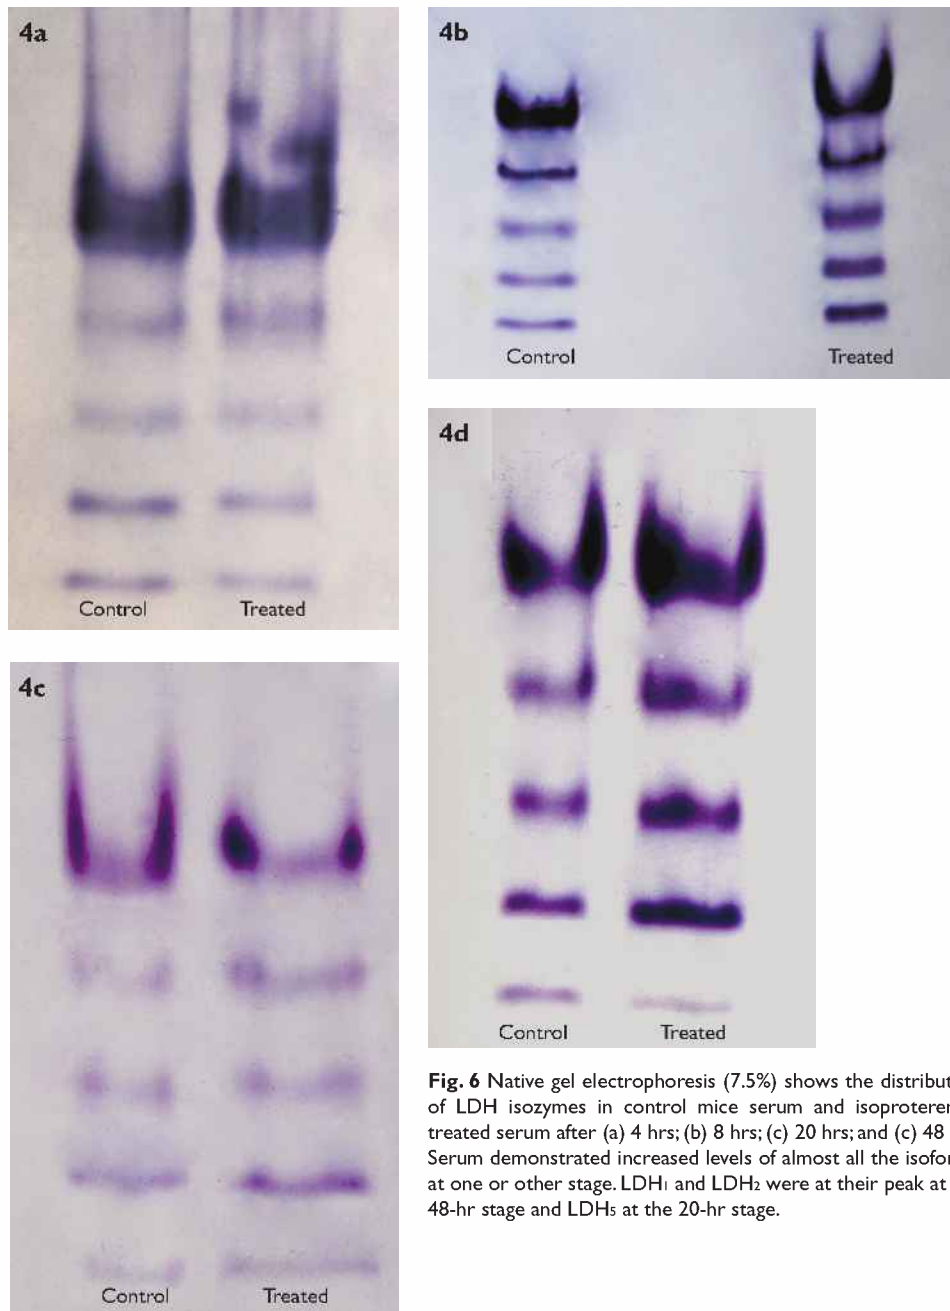 4a
Control Treated
4b
Control Treated
4c
Control Treated
4d
Control Treated
Fig. 6 Native gel electrophoresis (7.5%) shows the distribut
of LDH isozymes in control mice serum and isoproteren
treated serum after (a) 4 hrs; (b) 8 hrs; (c) 20 hrs; and (c) 48
Serum demonstrated increased levels of almost all the isofor
at one or other stage. LDH₁ and LDH₂ were at their peak at
48-hr stage and LDH₅ at the 20-hr stage.